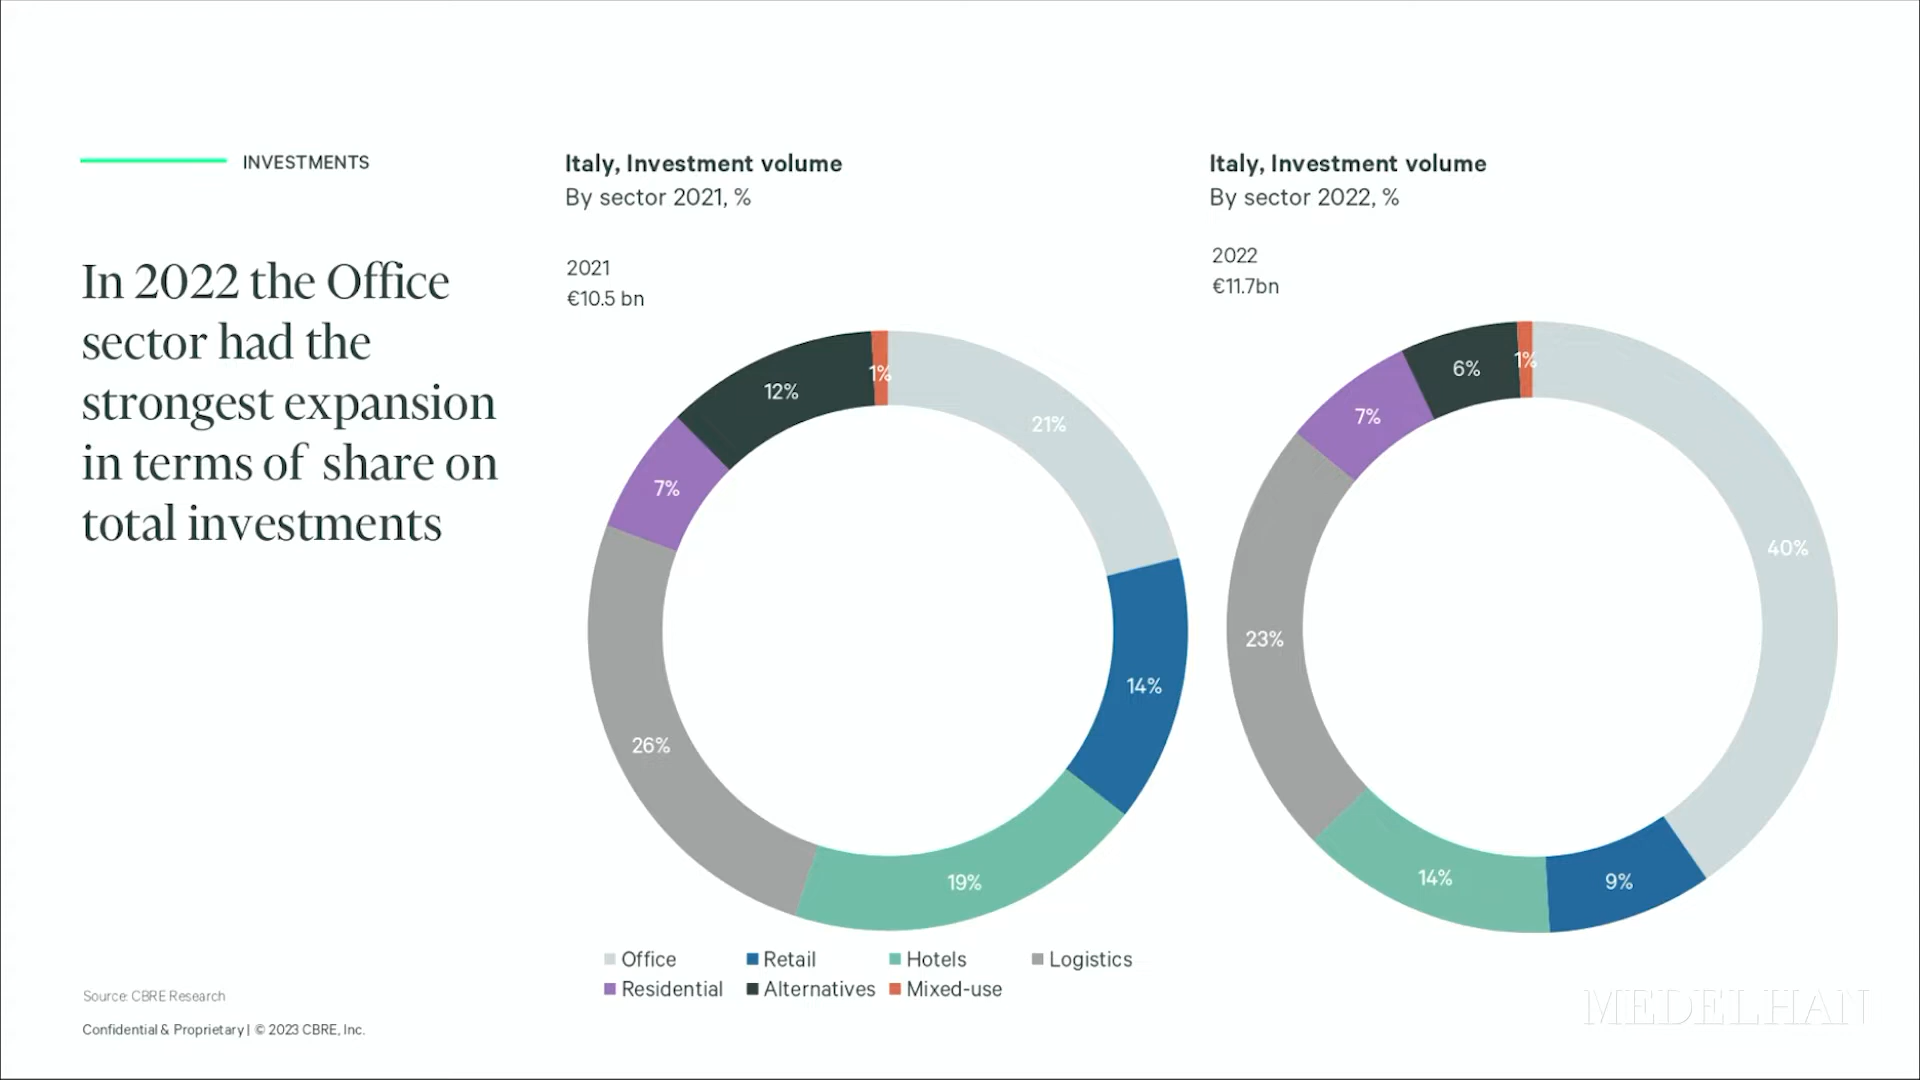 INVESTMENTS
In 2022 the Office
sector had the
strongest expansion
in terms of share on
total investments
Italy, Investment volume
By sector 2021, %
2021
€10.5 bn
1%
12%
21%
7%
14%
26%
19%
Office
Retail
Hotels
Logistics
Residential
Alternatives
Mixed-use
Italy, Investment volume
By sector 2022, %
2022
€11.7bn
1%
6%
7%
40%
23%
14%
9%
Source: CBRE Research
Confidential & Proprietary | © 2023 CBRE, Inc.
MEDELHAN